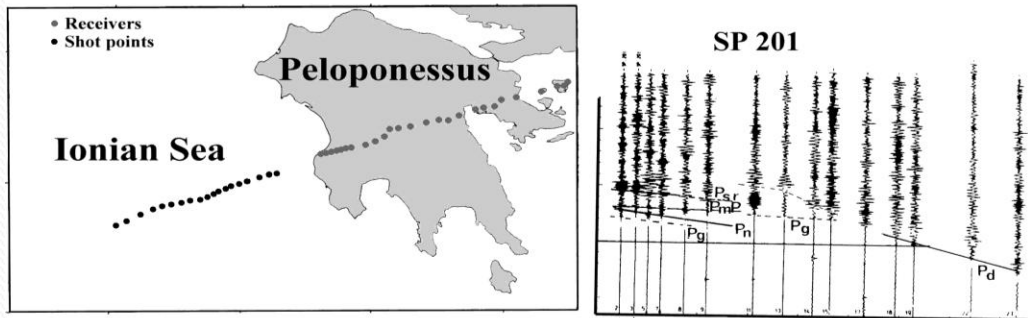 Receivers
Shot points
Peloponessus
Ionian Sea
SP 201
Psr
PmP
Pn
Pg
Pg
Pd